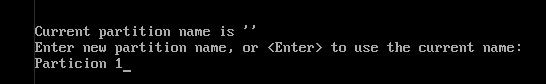 Current partition name is ''
Enter new partition name, or <Enter> to use the current name:
Particion 1_